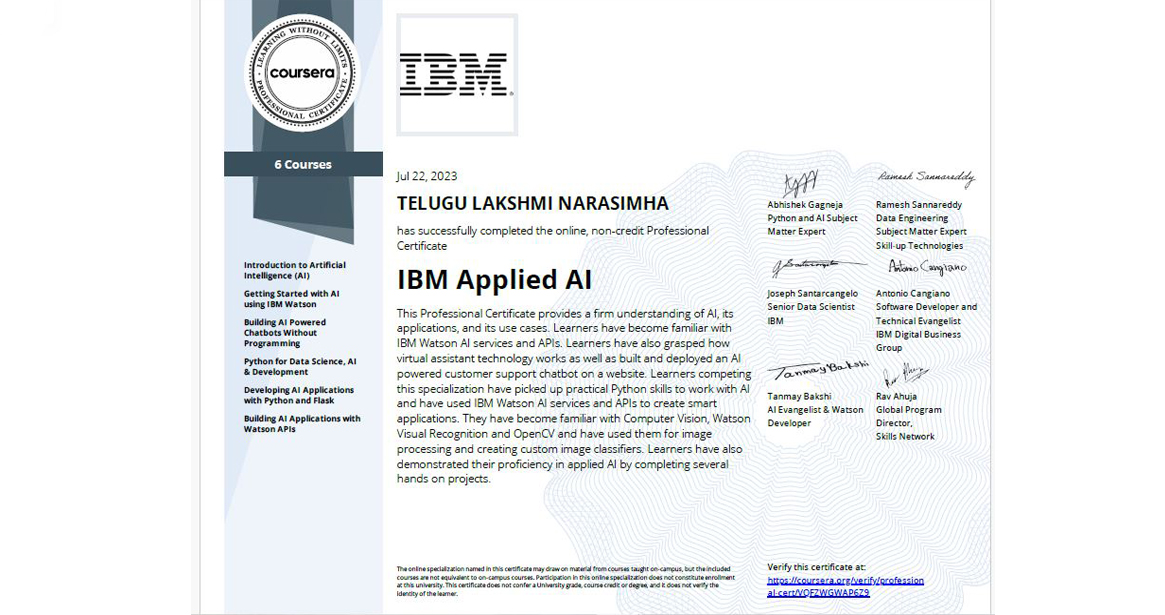 LEARNING WITHOUT LIMITS
coursera
PROFESSIONAL CERTIFICATE
6 Courses
Introduction to Artificial
Intelligence (AI)
Getting Started with AI
using IBM Watson
Building AI Powered
Chatbots Without
Programming
Python for Data Science, AI
& Development
Developing AI Applications
with Python and Flask
Building AI Applications with
Watson APIs
IBM®
Jul 22, 2023
TELUGU LAKSHMI NARASIMHA
has successfully completed the online, non-credit Professional
Certificate
IBM Applied AI
This Professional Certificate provides a firm understanding of AI, its
applications, and its use cases. Learners have become familiar with
IBM Watson AI services and APIs. Learners have also grasped how
virtual assistant technology works as well as built and deployed an AI
powered customer support chatbot on a website. Learners competing
this specialization have picked up practical Python skills to work with AI
and have used IBM Watson AI services and APIs to create smart
applications. They have become familiar with Computer Vision, Watson
Visual Recognition and OpenCV and have used them for image
processing and creating custom image classifiers. Learners have also
demonstrated their proficiency in applied AI by completing several
hands on projects.
The online specialization named in this certificate may draw on material from courses taught on-campus, but the included
courses are not equivalent to on-campus courses. Participation in this online specialization does not constitute enrollment
at this university. This certificate does not confer a University grade, course credit or degree, and it does not verify the
identity of the learner.
Abhishek Gagneja
Python and AI Subject
Matter Expert
Ramesh Sannareddy
Ramesh Sannareddy
Data Engineering
Subject Matter Expert
Skill-up Technologies
Joseph Santarcangelo
Senior Data Scientist
IBM
Antonio Cangiano
Antonio Cangiano
Software Developer and
Technical Evangelist
IBM Digital Business
Group
Tanmay Bakshi
Tanmay Bakshi
AI Evangelist & Watson
Developer
Rav Ahuja
Global Program
Director,
Skills Network
Verify this certificate at:
https://coursera.org/verify/profession
al-cert/VQFZWGWAP6Z9